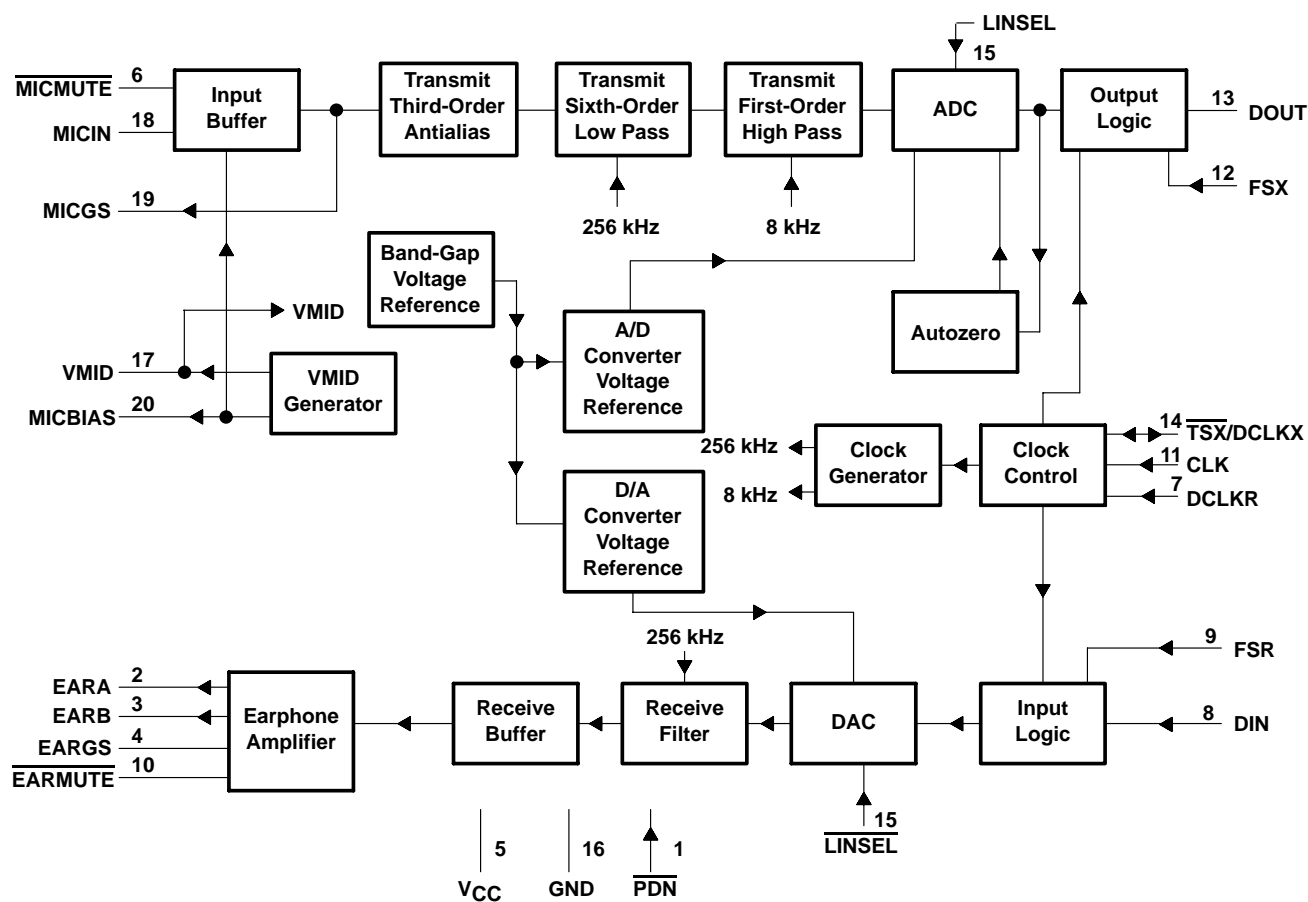 LINSEL
15
MICMUTE
6
MICIN
18
Input
Buffer
Transmit
Third-Order
Antialias
Transmit
Sixth-Order
Low Pass
Transmit
First-Order
High Pass
ADC
Output
Logic
13
DOUT
12
FSX
MICGS
19
256 kHz
8 kHz
Band-Gap
Voltage
Reference
VMID
A/D
Converter
Voltage
Reference
Autozero
VMID
17
MICBIAS
20
VMID
Generator
256 kHz
8 kHz
Clock
Generator
Clock
Control
14
TSX/DCLKX
11
CLK
7
DCLKR
D/A
Converter
Voltage
Reference
256 kHz
9
FSR
EARA
2
EARB
3
EARGS
4
EARMUTE
10
Earphone
Amplifier
Receive
Buffer
Receive
Filter
DAC
Input
Logic
8
DIN
15
LINSEL
5
VCC
16
GND
1
PDN